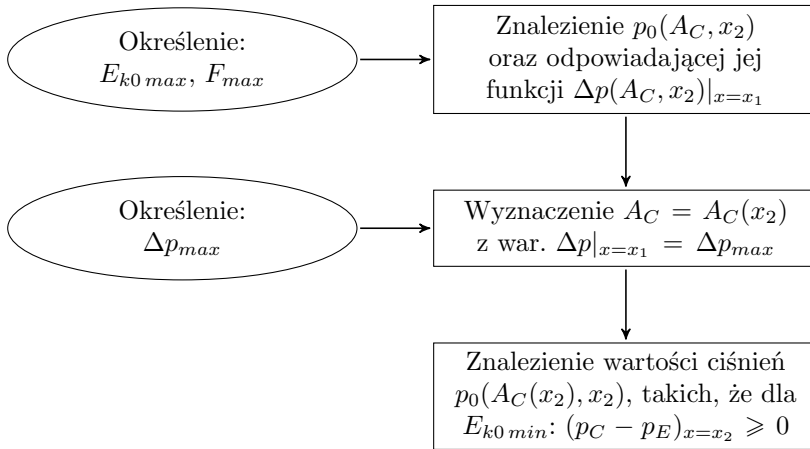 Określenie:
E_{k0 max}, F_{max}
Znalezienie p_0(A_C, x_2)
oraz odpowiadającej jej
funkcji Δp(A_C, x_2)|_{x=x_1}
Określenie:
Δp_{max}
Wyznaczenie A_C = A_C(x_2)
z war. Δp|_{x=x_1} = Δp_{max}
Znalezienie wartości ciśnień
p_0(A_C(x_2), x_2), takich, że dla
E_{k0 min}: (p_C − p_E)_{x=x_2} ⩾ 0